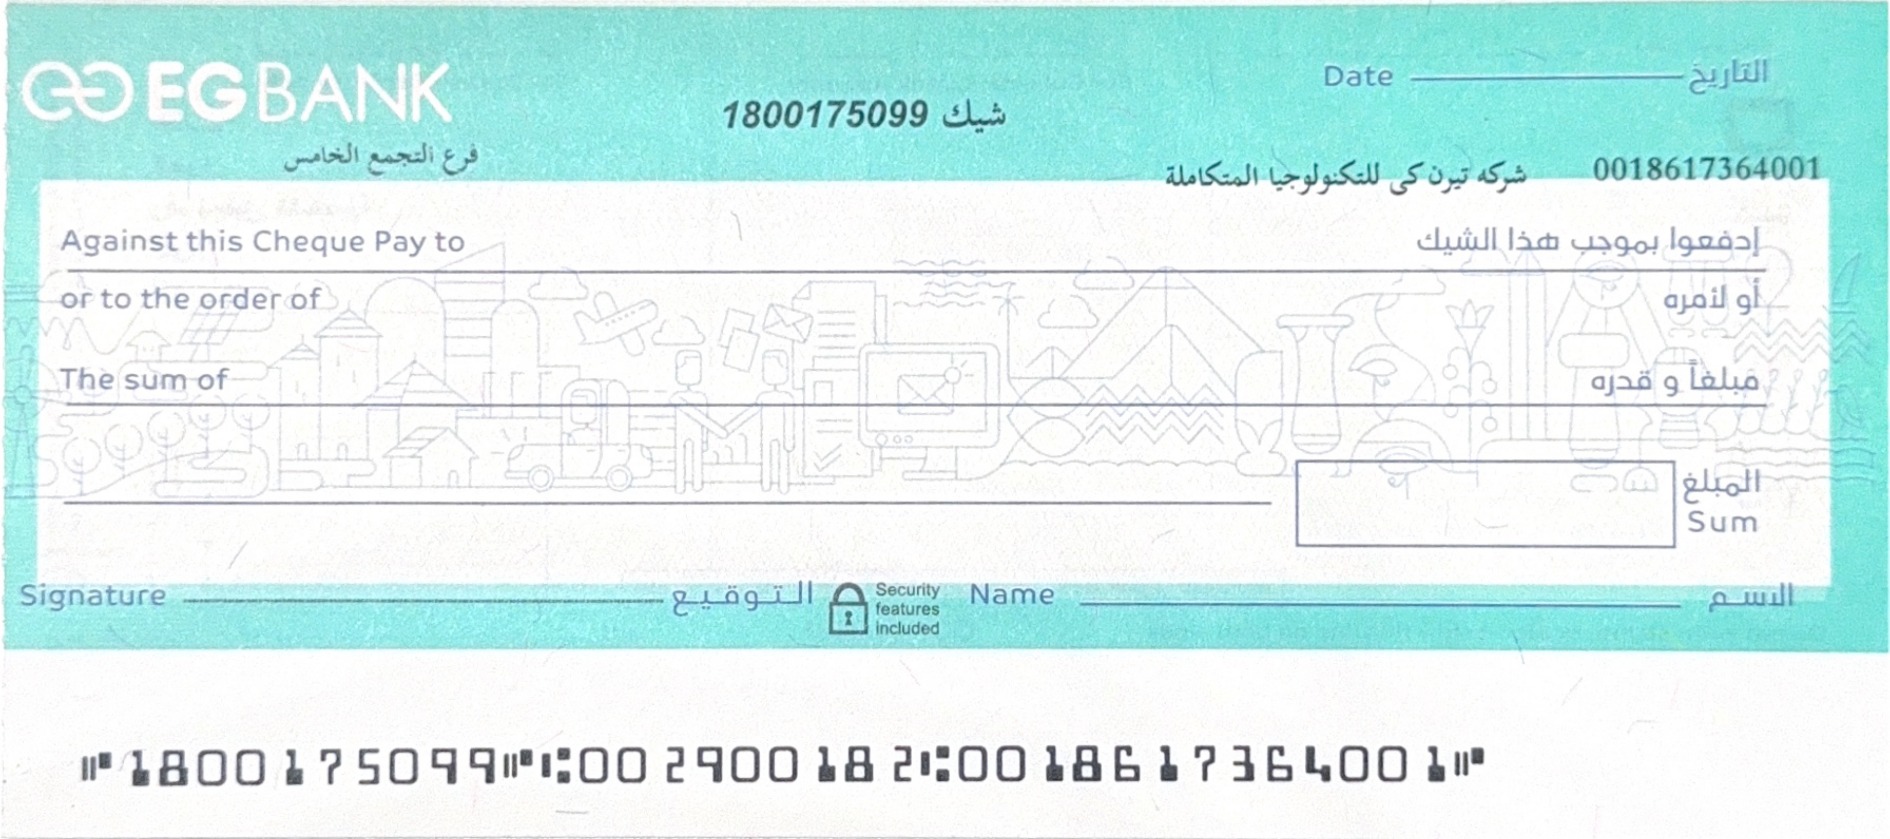 EGBANK
فرع التجمع الخامس
شيك 1800175099
Date التاريخ
شركه تيرن كى للتكنولوجيا المتكاملة 0018617364001
Against this Cheque Pay to إدفعوا بموجب هذا الشيك
or to the order of أو لأمره
The sum of مبلغاً و قدره
المبلغ
Sum
Signature التوقيع
Security features included
Name الاسم
⑈1800175099⑈⑆002900182⑆0018617364001⑈